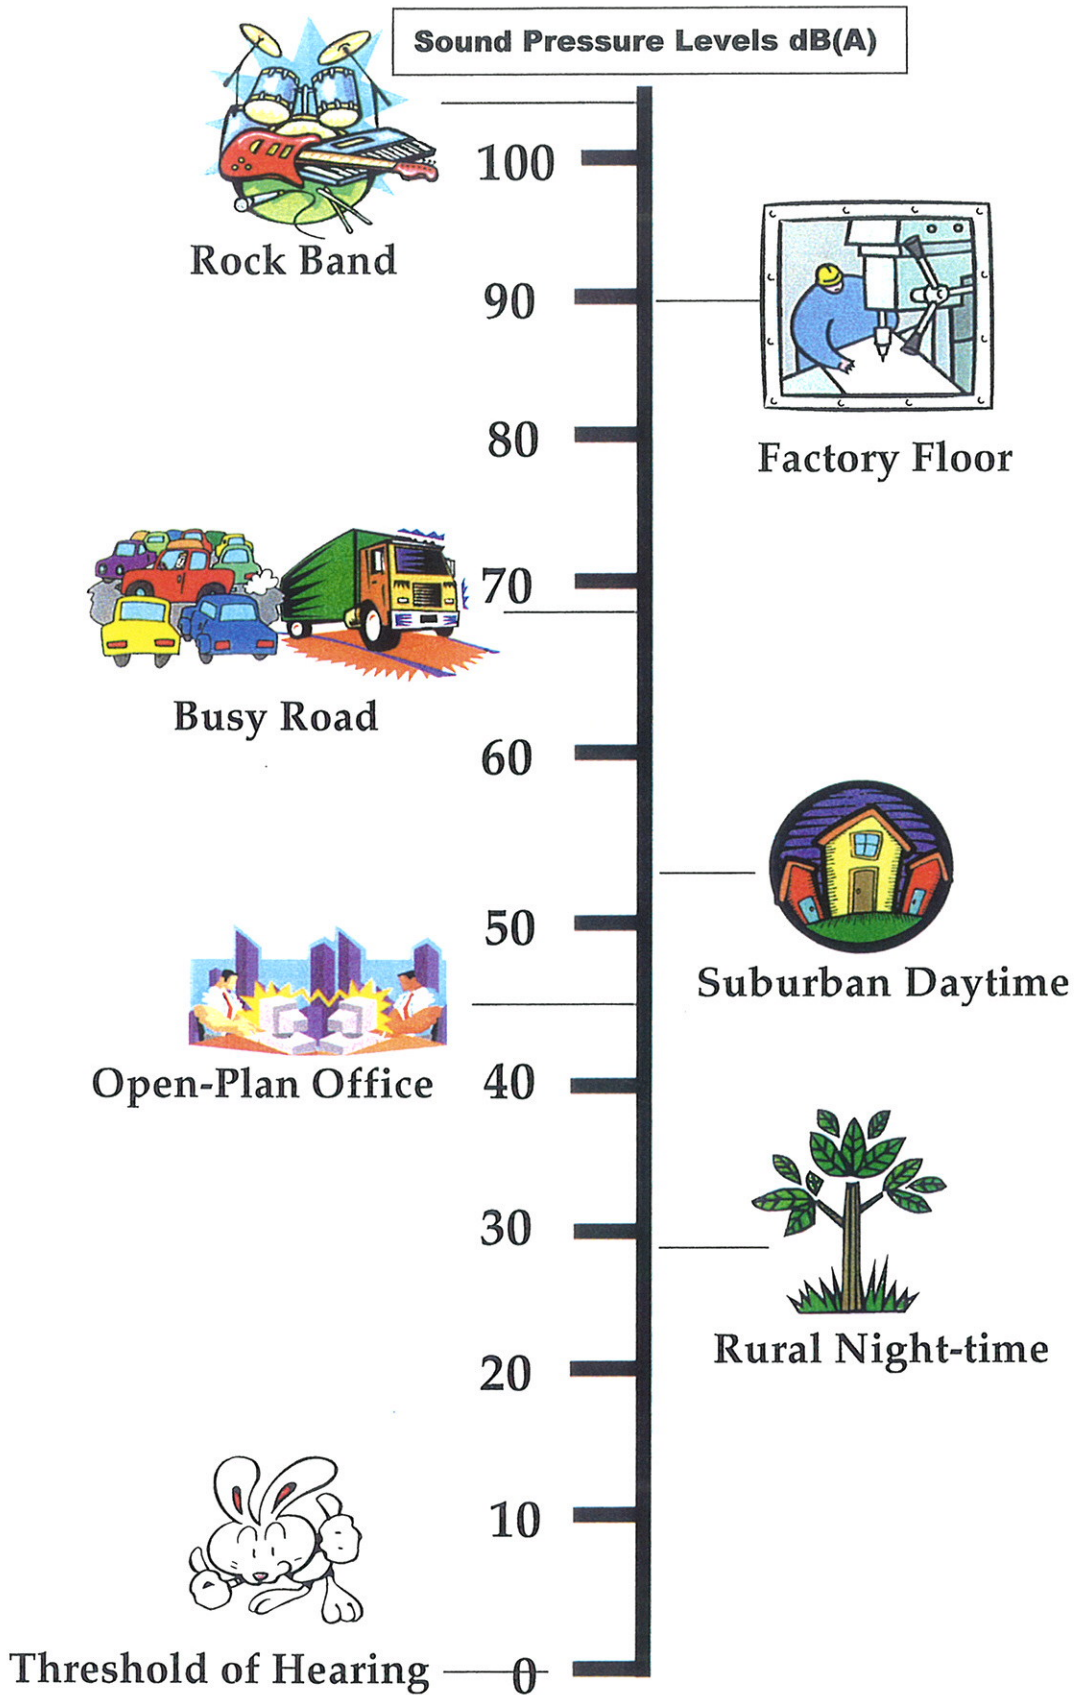 Sound Pressure Levels dB(A)
100
Rock Band
90
80
Factory Floor
70
Busy Road
60
50
Suburban Daytime
Open-Plan Office
40
30
Rural Night-time
20
10
Threshold of Hearing
0